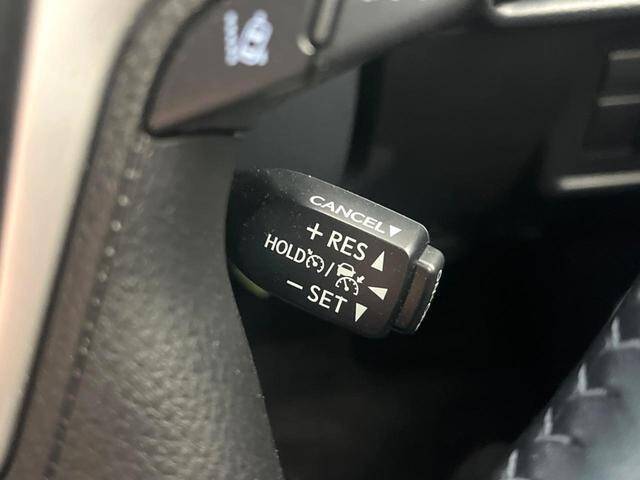 CANCEL▼
+ RES ▲
HOLD / ◀
− SET ▼